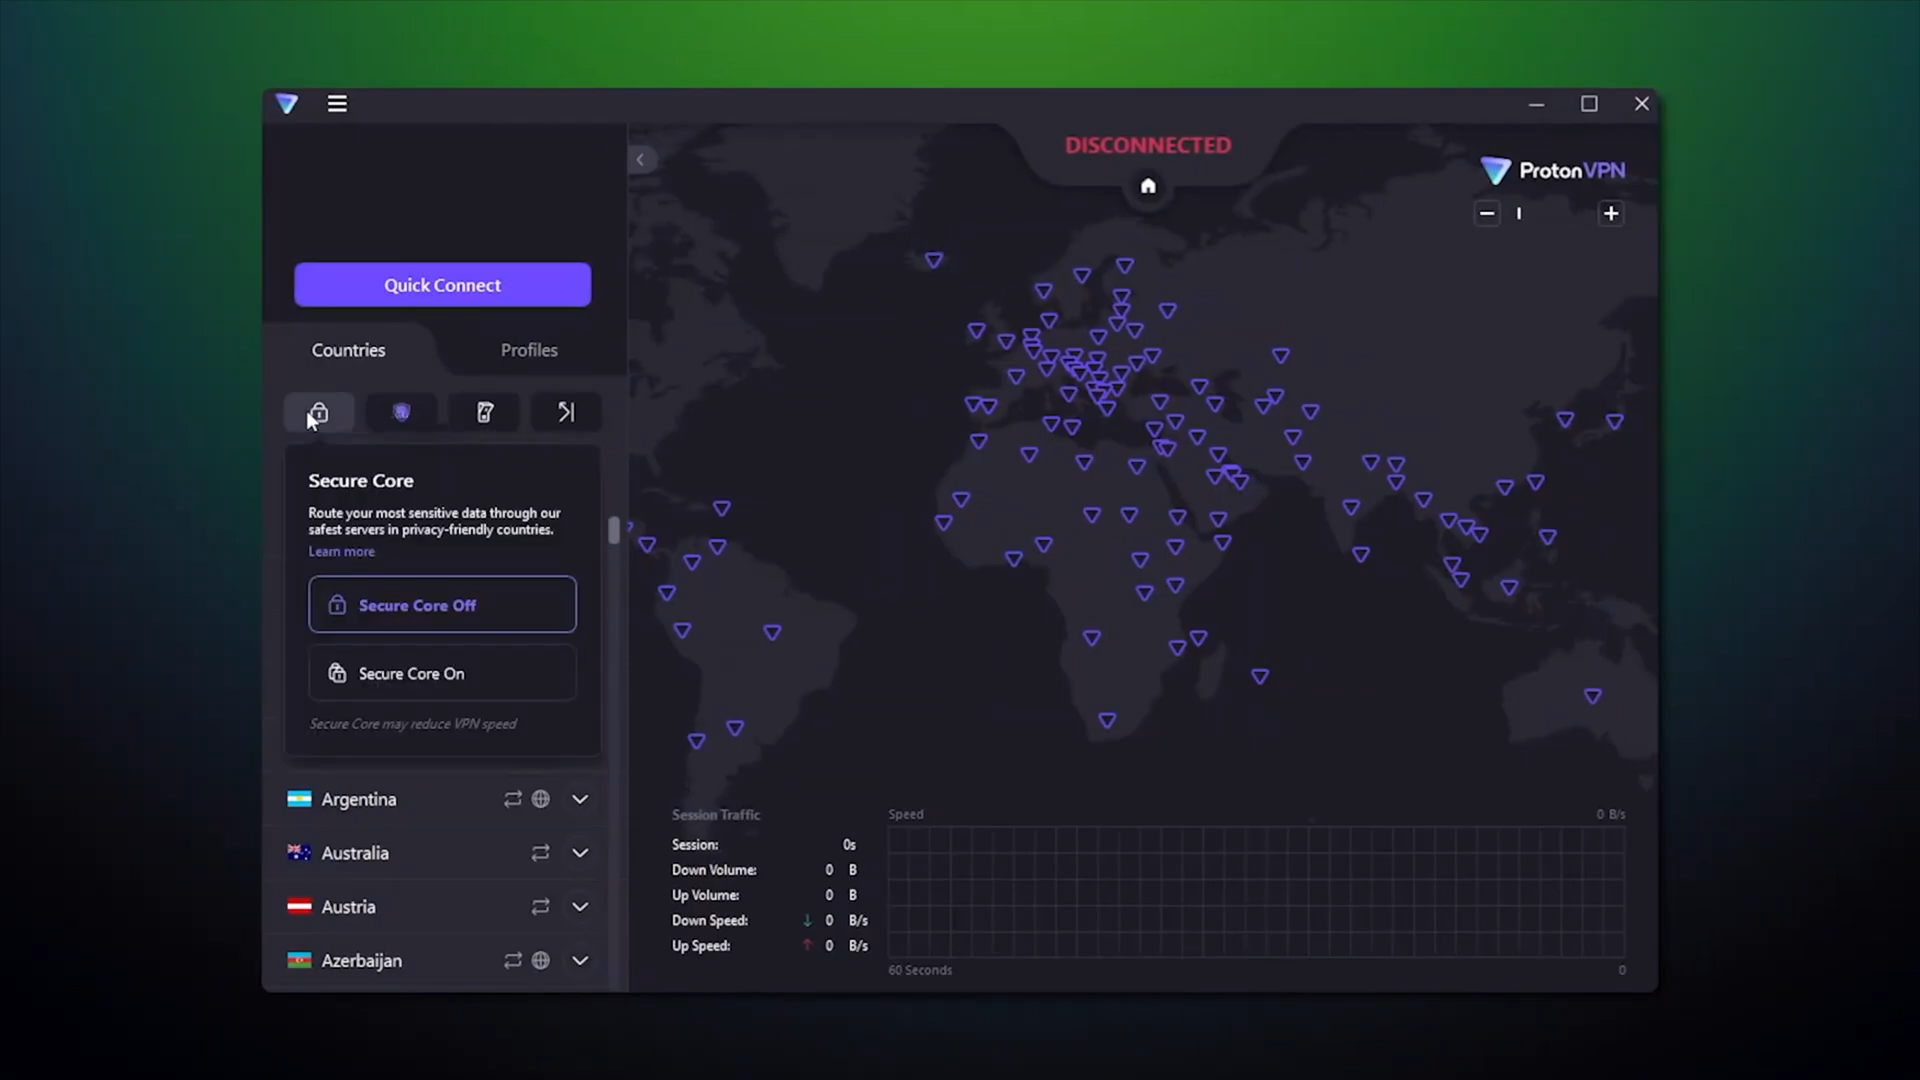 DISCONNECTED
ProtonVPN
Quick Connect
Countries
Profiles
Secure Core
Route your most sensitive data through our
safest servers in privacy-friendly countries.
Learn more
Secure Core Off
Secure Core On
Secure Core may reduce VPN speed
Argentina
Australia
Austria
Azerbaijan
Session Traffic
Session: 0s
Down Volume: 0 B
Up Volume: 0 B
Down Speed: ↓ 0 B/s
Up Speed: ↑ 0 B/s
Speed
0 B/s
60 Seconds
0